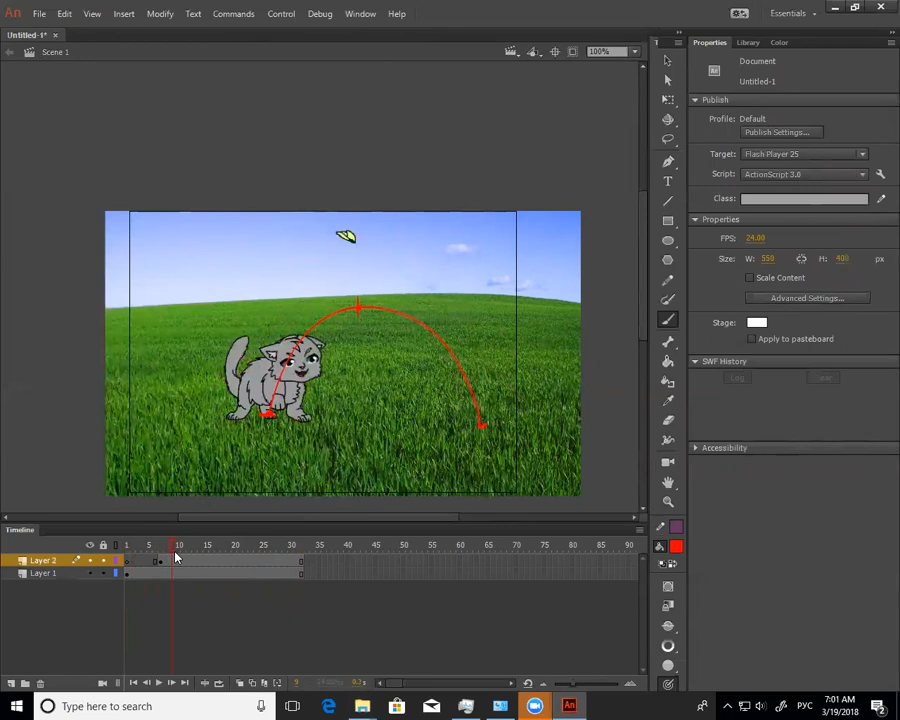 An File Edit View Insert Modify Text Commands Control Debug Window Help Essentials
Untitled-1* ×
Scene 1 100%
Properties Library Color
Document
Untitled-1
Publish
Profile: Default
Publish Settings...
Target: Flash Player 25
Script: ActionScript 3.0
Class:
Properties
FPS: 24.00
Size: W: 550 H: 400 px
Scale Content
Advanced Settings...
Stage:
Apply to pasteboard
SWF History
Log Clear
Accessibility
Timeline
1 5 10 15 20 25 30 35 40 45 50 55 60 65 70 75 80 85 90
Layer 2
Layer 1
9
Type here to search
РУС
7:01 AM
3/19/2018
2